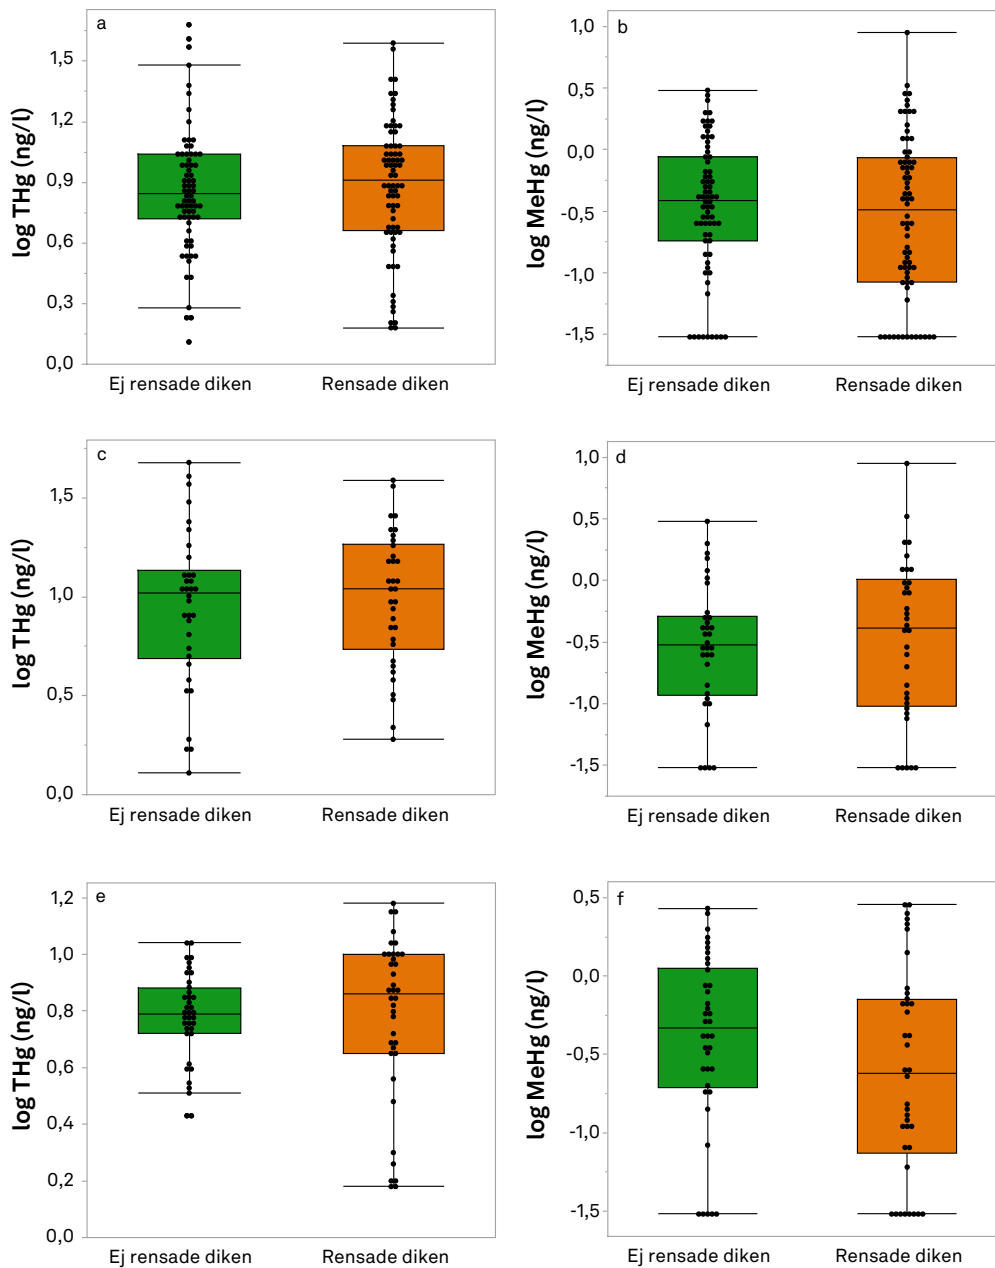 a
log THg (ng/l)
1,5
1,2
0,9
0,6
0,3
0,0
Ej rensade diken
Rensade diken
b
log MeHg (ng/l)
1,0
0,5
0,0
-0,5
-1,0
-1,5
Ej rensade diken
Rensade diken
c
log THg (ng/l)
1,5
1,0
0,5
0,0
Ej rensade diken
Rensade diken
d
log MeHg (ng/l)
1,0
0,5
0,0
-0,5
-1,0
-1,5
Ej rensade diken
Rensade diken
e
log THg (ng/l)
1,2
1,0
0,8
0,6
0,4
0,2
0,0
Ej rensade diken
Rensade diken
f
log MeHg (ng/l)
0,5
0,0
-0,5
-1,0
-1,5
Ej rensade diken
Rensade diken